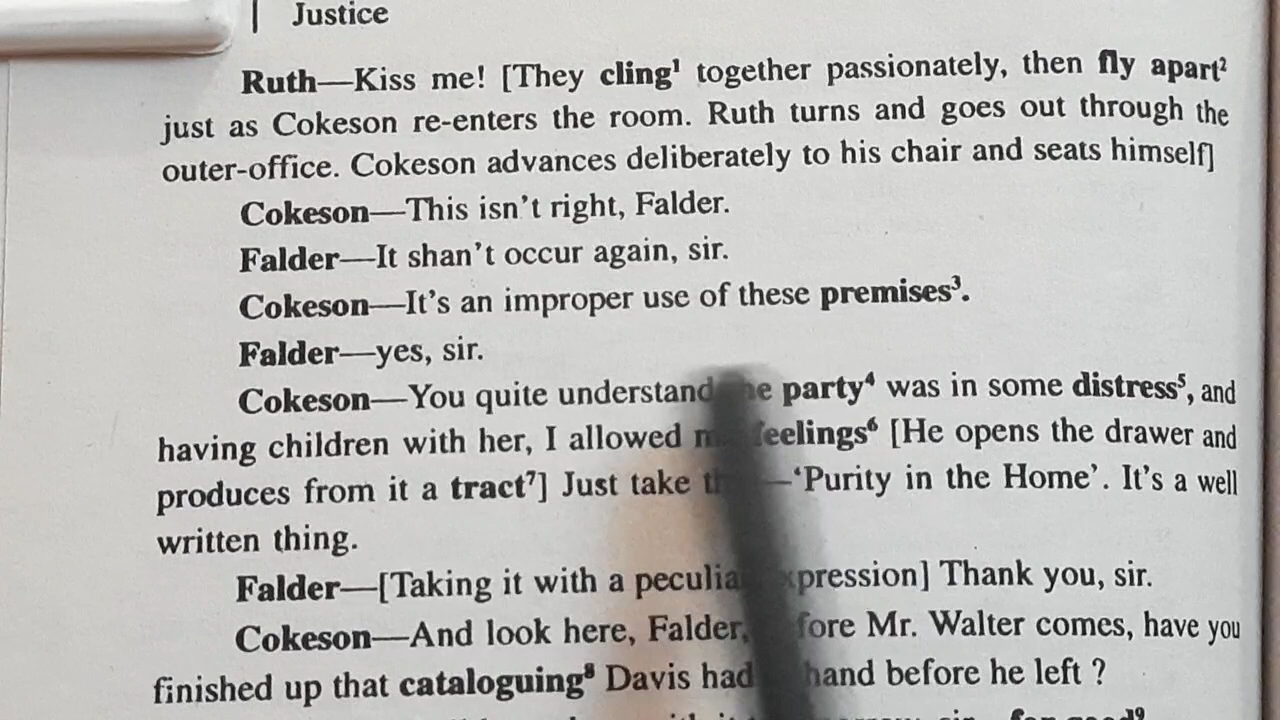 Justice
Ruth—Kiss me! [They cling¹ together passionately, then fly apart²
just as Cokeson re-enters the room. Ruth turns and goes out through the
outer-office. Cokeson advances deliberately to his chair and seats himself]
Cokeson—This isn't right, Falder.
Falder—It shan't occur again, sir.
Cokeson—It's an improper use of these premises³.
Falder—yes, sir.
Cokeson—You quite understand party⁴ was in some distress⁵, and
having children with her, I allowed feelings⁶ [He opens the drawer and
produces from it a tract⁷] Just take —‘Purity in the Home’. It's a well
written thing.
Falder—[Taking it with a peculiar expression] Thank you, sir.
Cokeson—And look here, Falder, before Mr. Walter comes, have you
finished up that cataloguing⁸ Davis had hand before he left ?